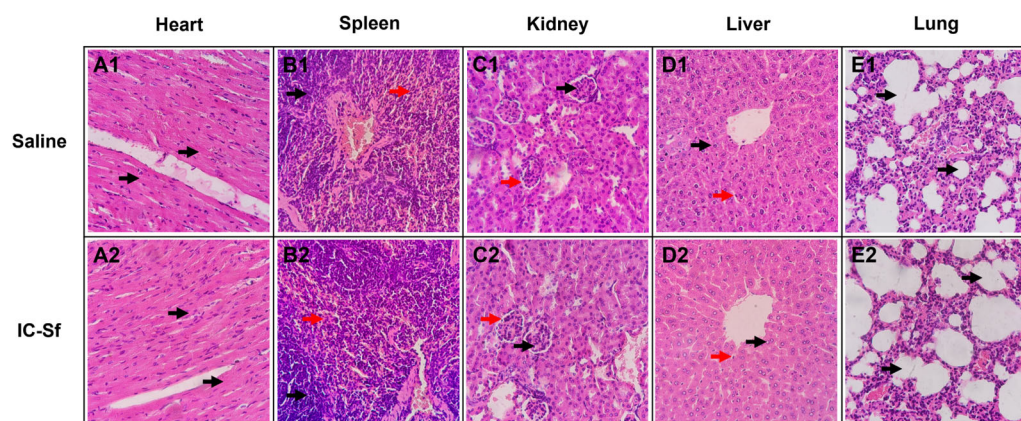 Heart Spleen Kidney Liver Lung
Saline
A1 B1 C1 D1 E1
IC-Sf
A2 B2 C2 D2 E2